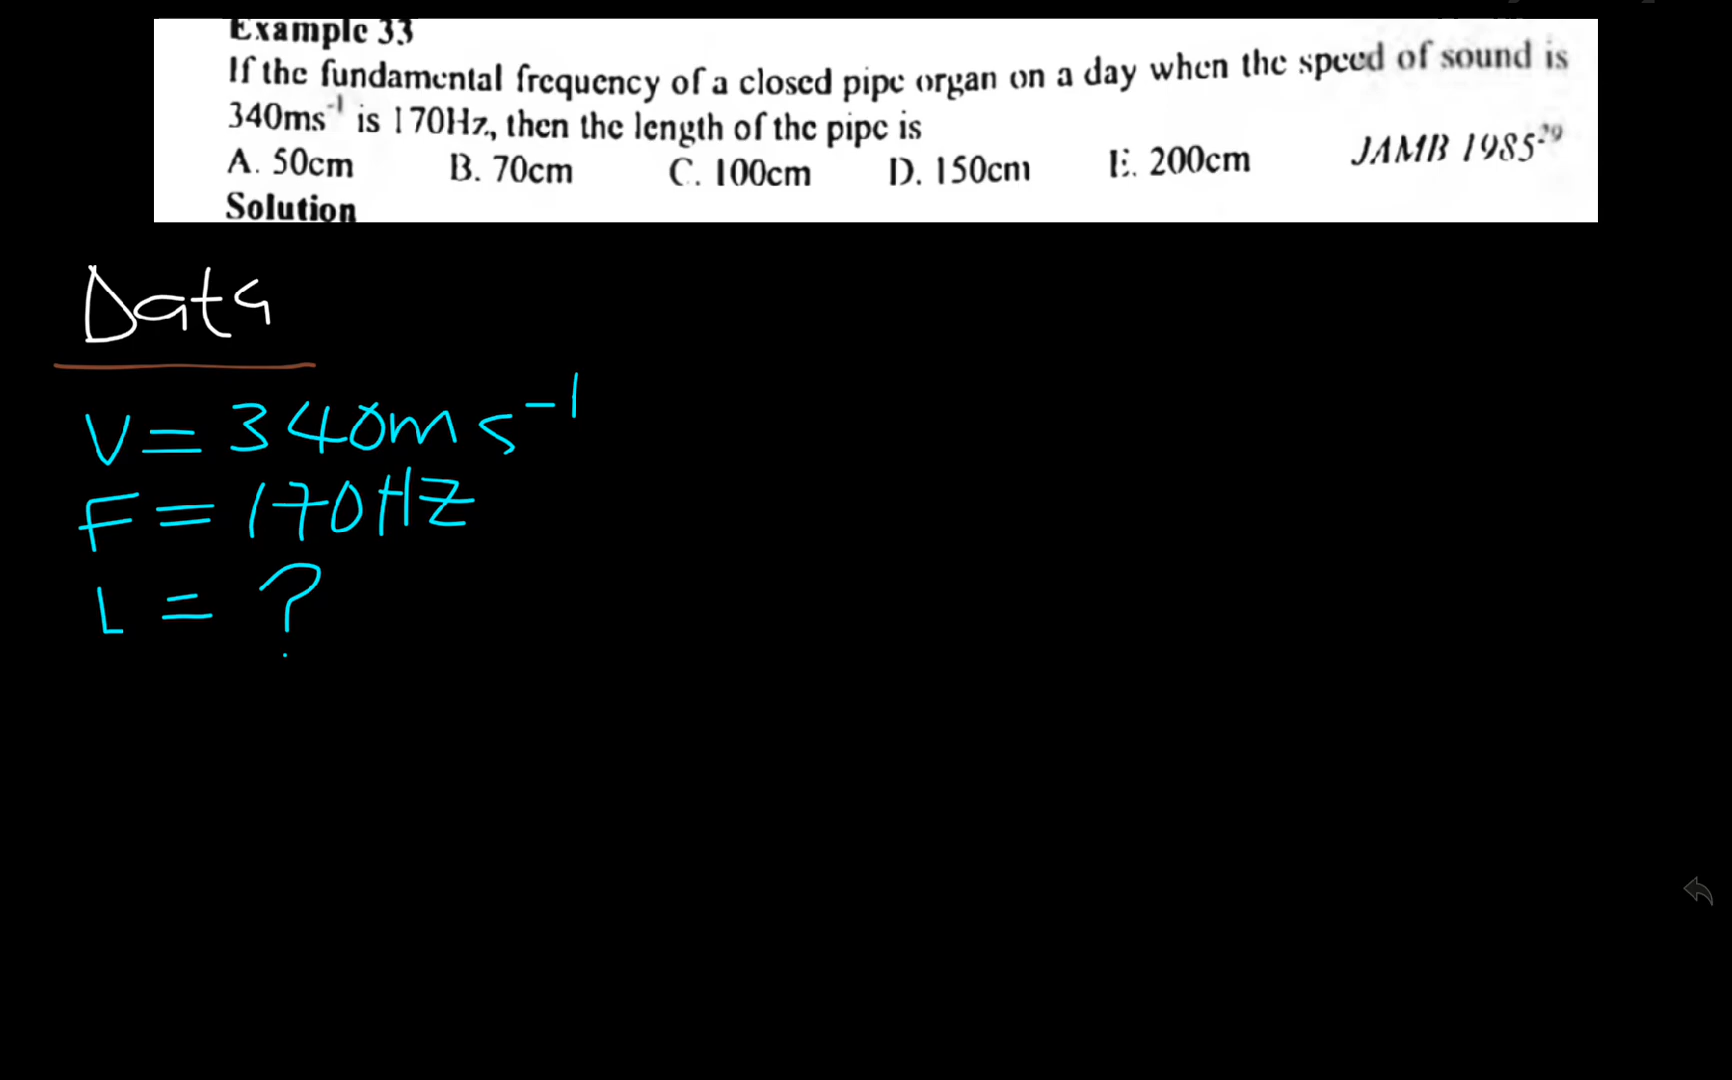 Example 33
If the fundamental frequency of a closed pipe organ on a day when the speed of sound is
340ms⁻¹ is 170Hz, then the length of the pipe is
A. 50cm B. 70cm C. 100cm D. 150cm E. 200cm JAMB 1985⁻²⁹
Solution
Data
V = 340ms⁻¹
F = 170Hz
L = ?